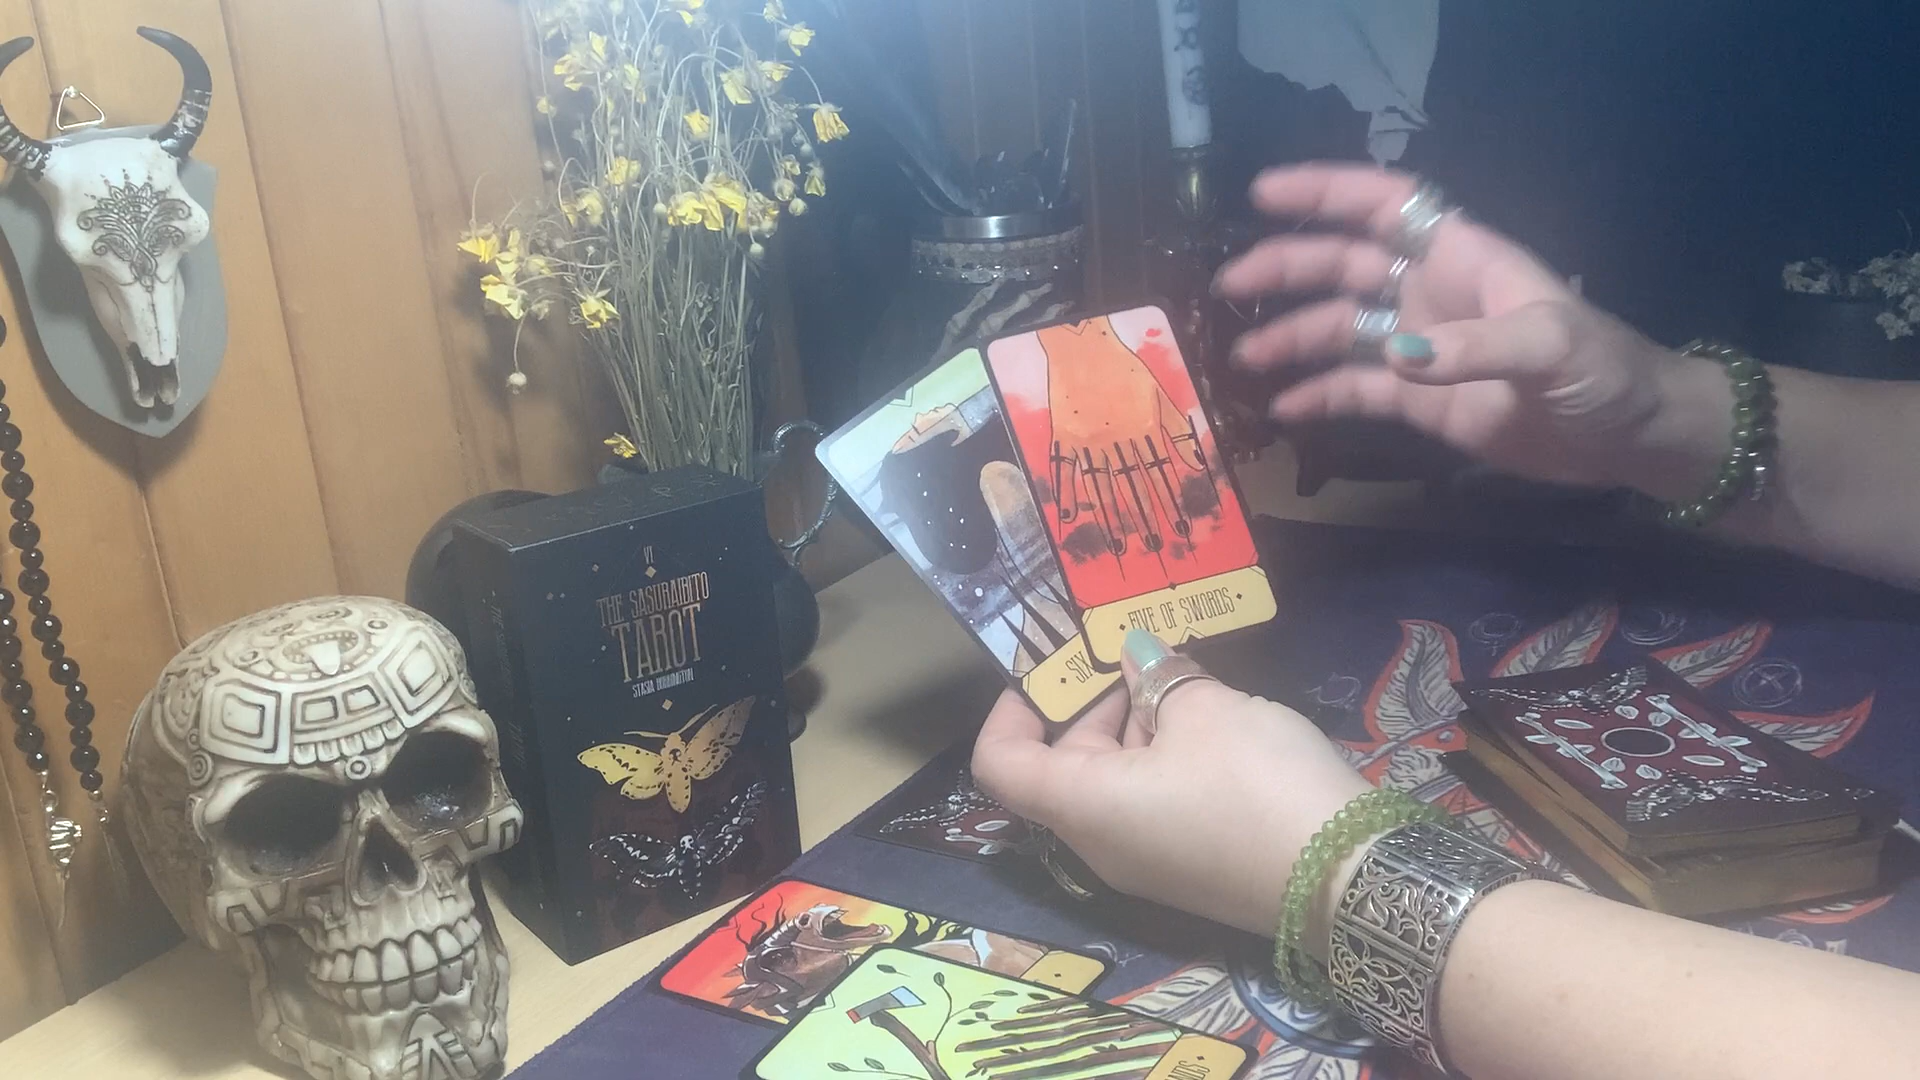 VI
THE SASURAIBITO
TAROT
STASIA BURRINGTON
SIX
FIVE OF SWORDS